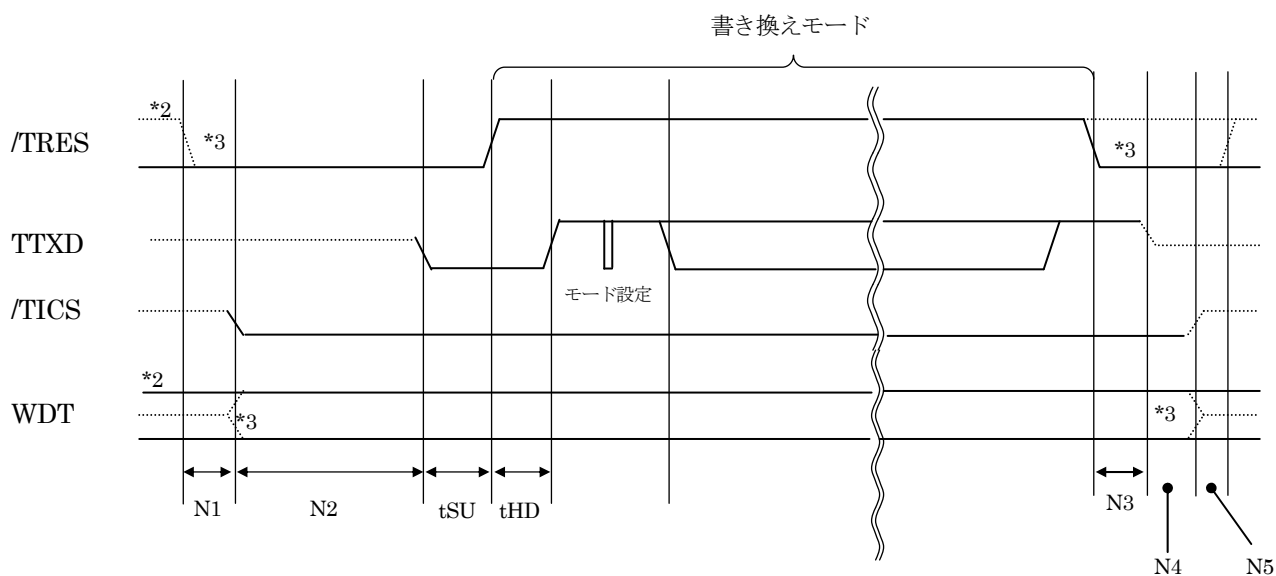 書き換えモード
*2
*3
*3
/TRES
TTXD
モード設定
/TICS
*2
*3
*3
WDT
N1
N2
tSU
tHD
N3
N4
N5